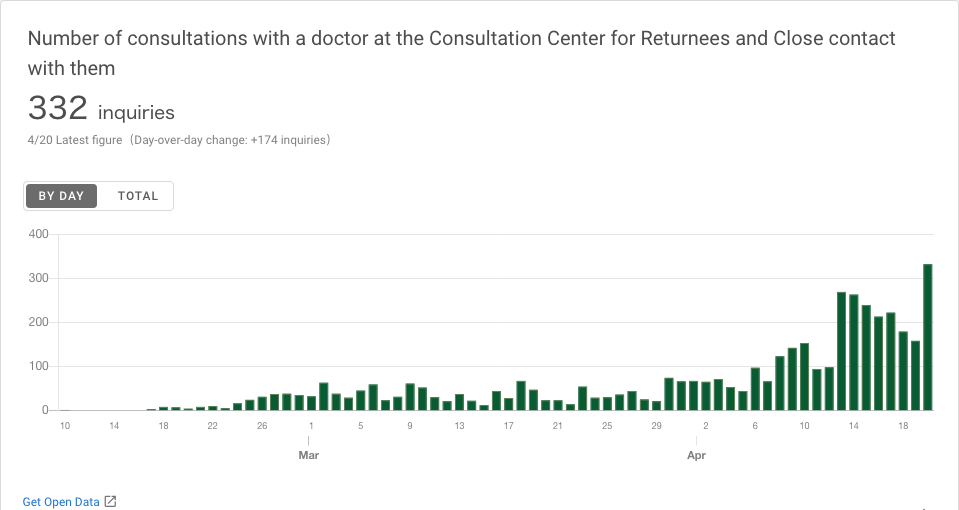 Number of consultations with a doctor at the Consultation Center for Returnees and Close contact
with them
332 inquiries
4/20 Latest figure（Day-over-day change: +174 inquiries）
BY DAY TOTAL
400
300
200
100
0
10 14 18 22 26 1 5 9 13 17 21 25 29 2 6 10 14 18
Mar Apr
Get Open Data